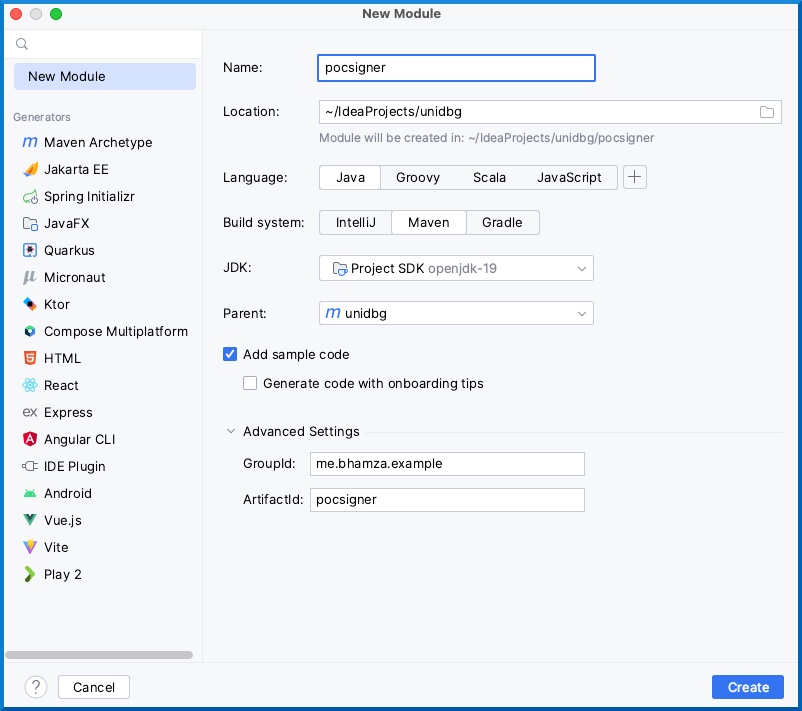 New Module
New Module
Generators
m Maven Archetype
Jakarta EE
Spring Initializr
JavaFX
Quarkus
μ Micronaut
Ktor
Compose Multiplatform
HTML
React
ex Express
Angular CLI
IDE Plugin
Android
Vue.js
Vite
Play 2
Name: pocsigner
Location: ~/IdeaProjects/unidbg
Module will be created in: ~/IdeaProjects/unidbg/pocsigner
Language: Java Groovy Scala JavaScript +
Build system: IntelliJ Maven Gradle
JDK: Project SDK openjdk-19
Parent: m unidbg
Add sample code
Generate code with onboarding tips
Advanced Settings
GroupId: me.bhamza.example
ArtifactId: pocsigner
? Cancel Create